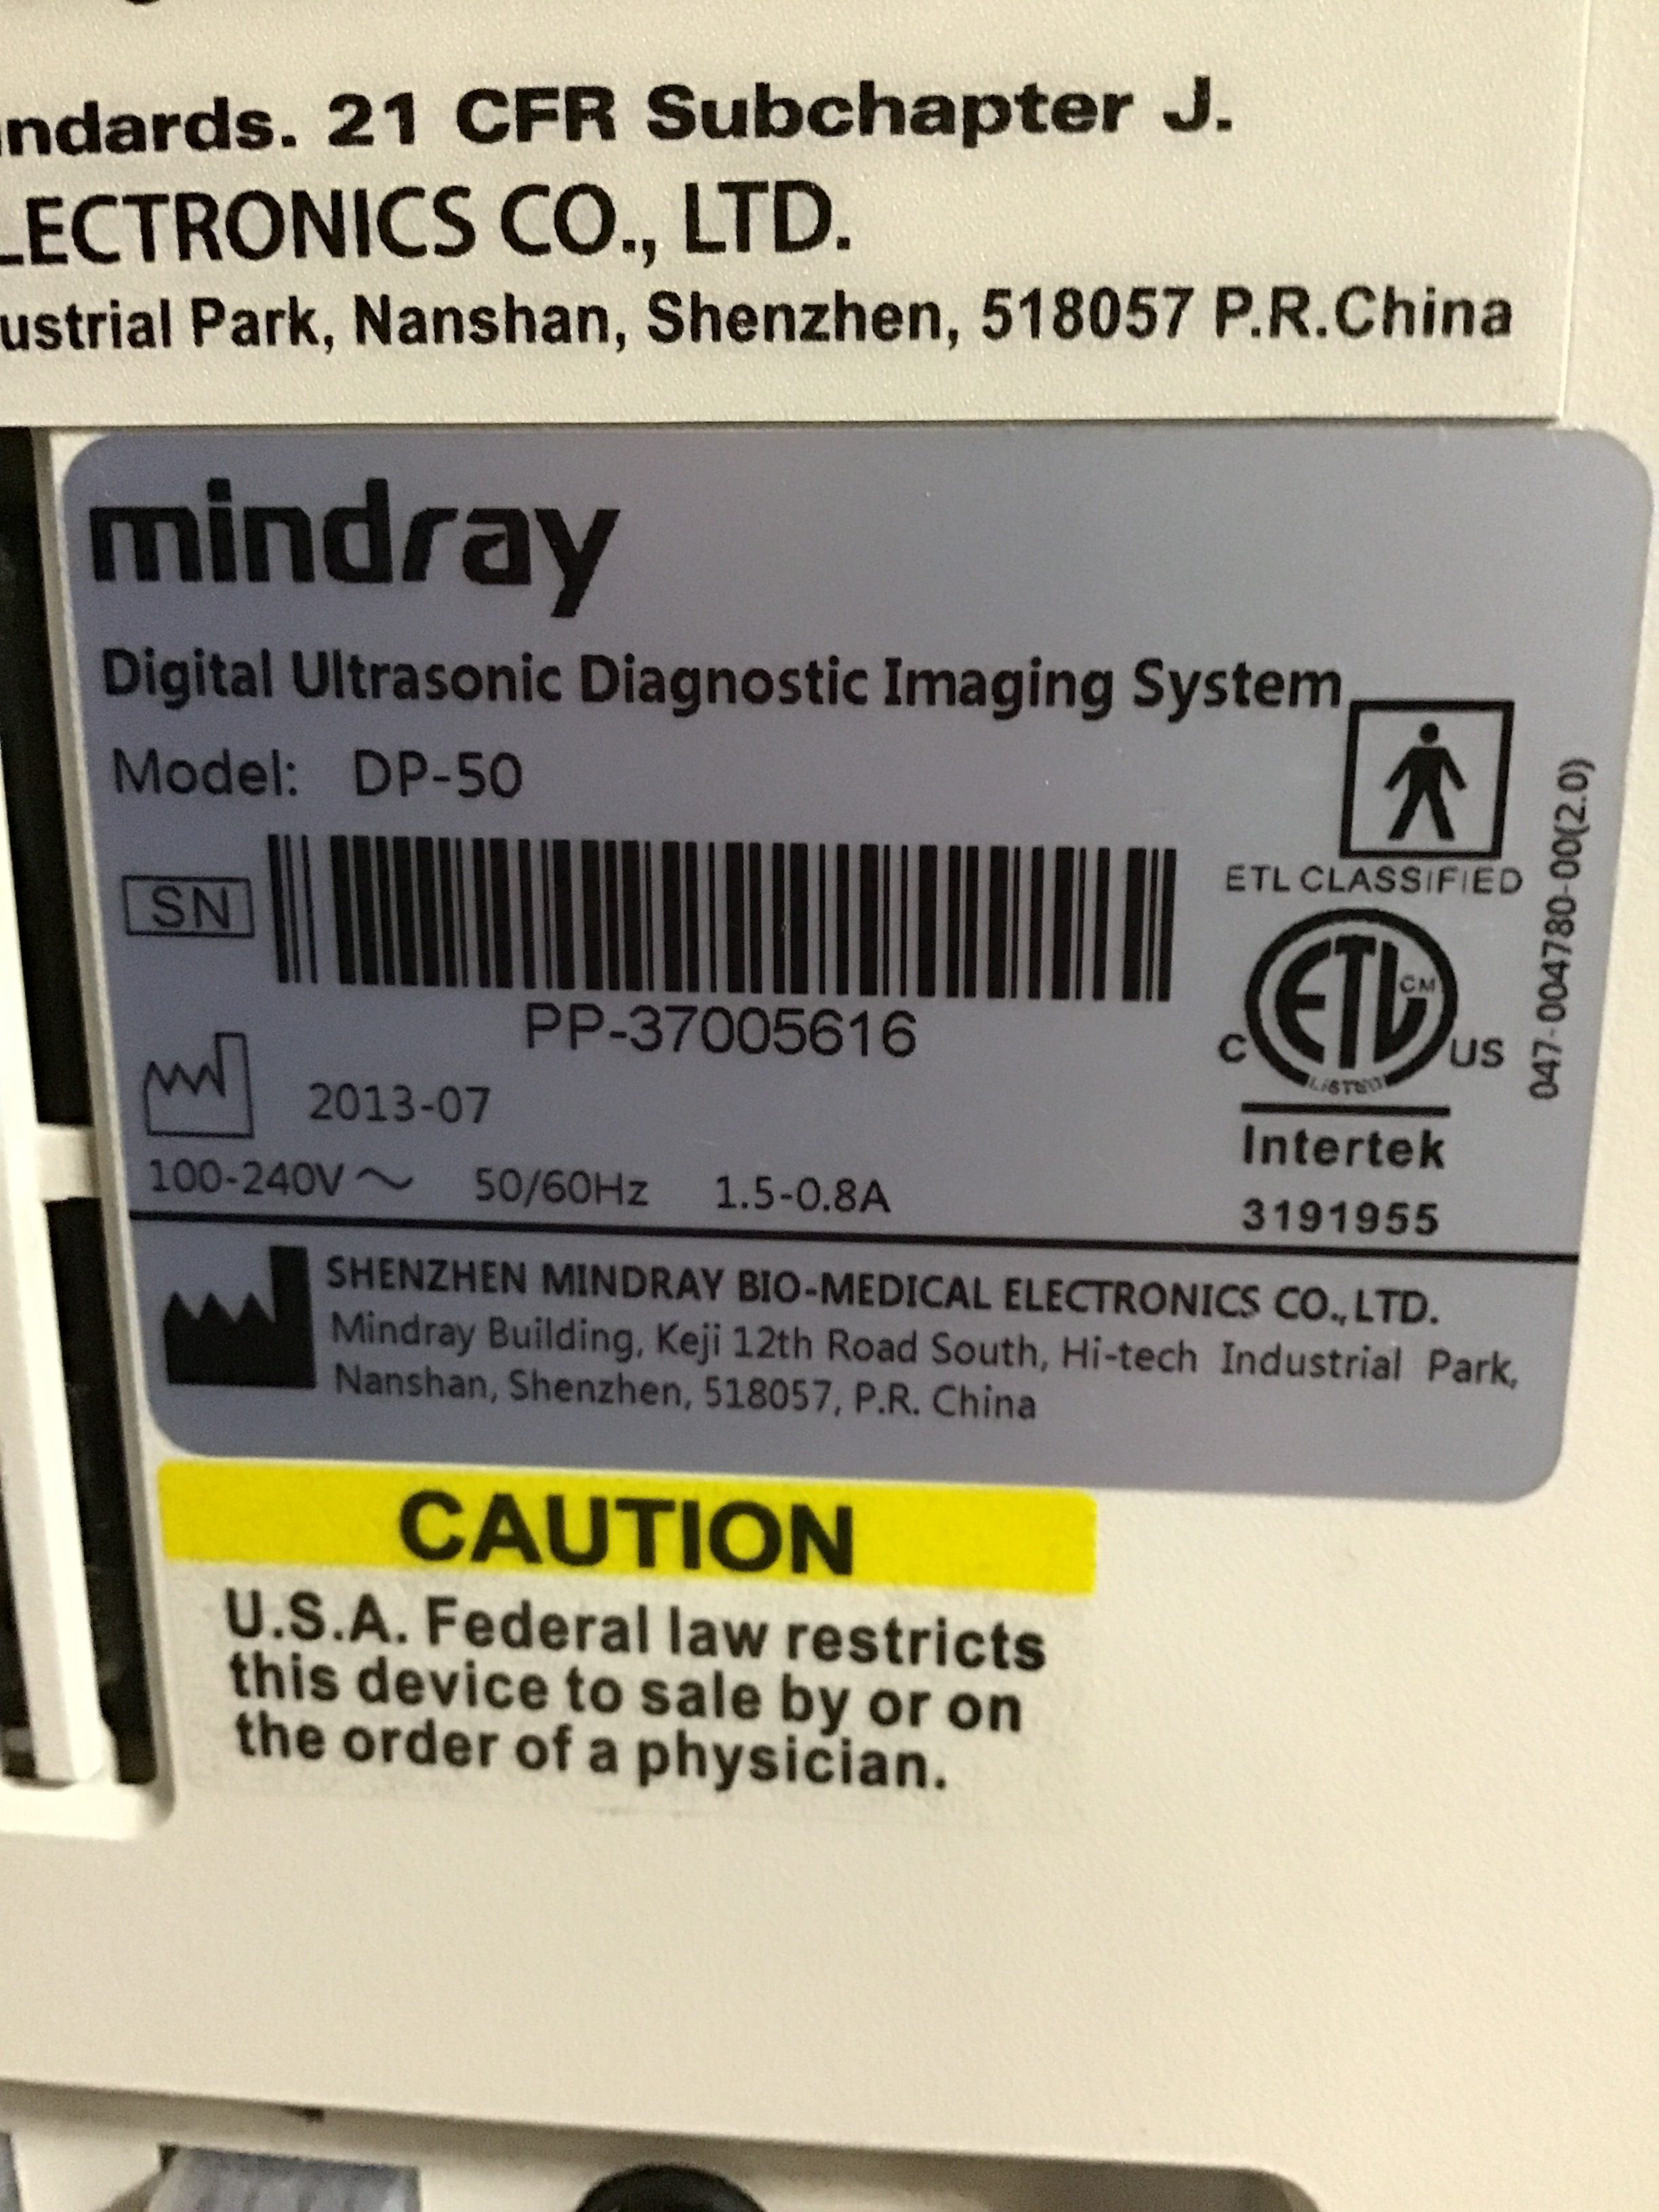 ndards. 21 CFR Subchapter J.
LECTRONICS CO., LTD.
ustrial Park, Nanshan, Shenzhen, 518057 P.R.China
mindray
Digital Ultrasonic Diagnostic Imaging System
Model: DP-50
SN
PP-37005616
2013-07
100-240V~ 50/60Hz 1.5-0.8A
ETL CLASSIFIED
ETL CM
LISTED
C US
Intertek
3191955
047-004780-00(2.0)
SHENZHEN MINDRAY BIO-MEDICAL ELECTRONICS CO., LTD.
Mindray Building, Keji 12th Road South, Hi-tech Industrial Park,
Nanshan, Shenzhen, 518057, P.R. China
CAUTION
U.S.A. Federal law restricts
this device to sale by or on
the order of a physician.